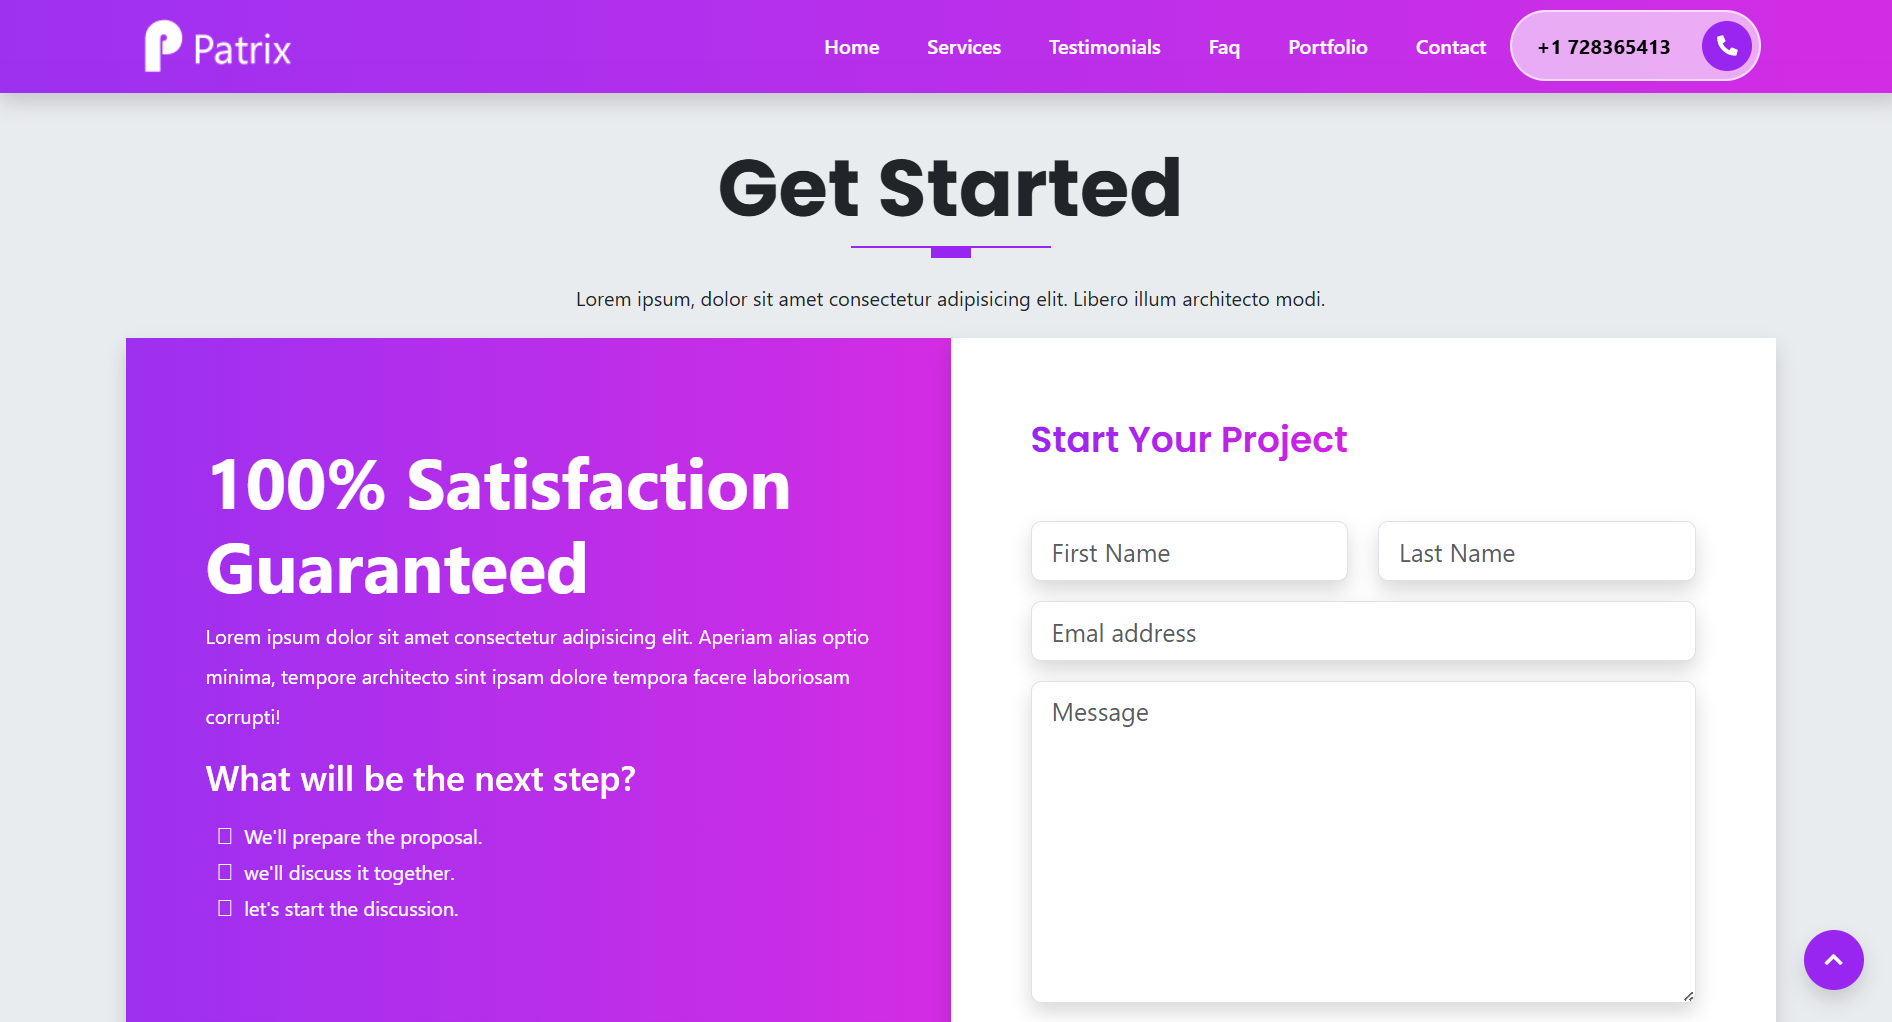 Patrix
Home Services Testimonials Faq Portfolio Contact +1 728365413
Get Started
Lorem ipsum, dolor sit amet consectetur adipisicing elit. Libero illum architecto modi.
100% Satisfaction
Guaranteed
Lorem ipsum dolor sit amet consectetur adipisicing elit. Aperiam alias optio
minima, tempore architecto sint ipsam dolore tempora facere laboriosam
corrupti!
What will be the next step?
We'll prepare the proposal.
we'll discuss it together.
let's start the discussion.
Start Your Project
First Name
Last Name
Emal address
Message